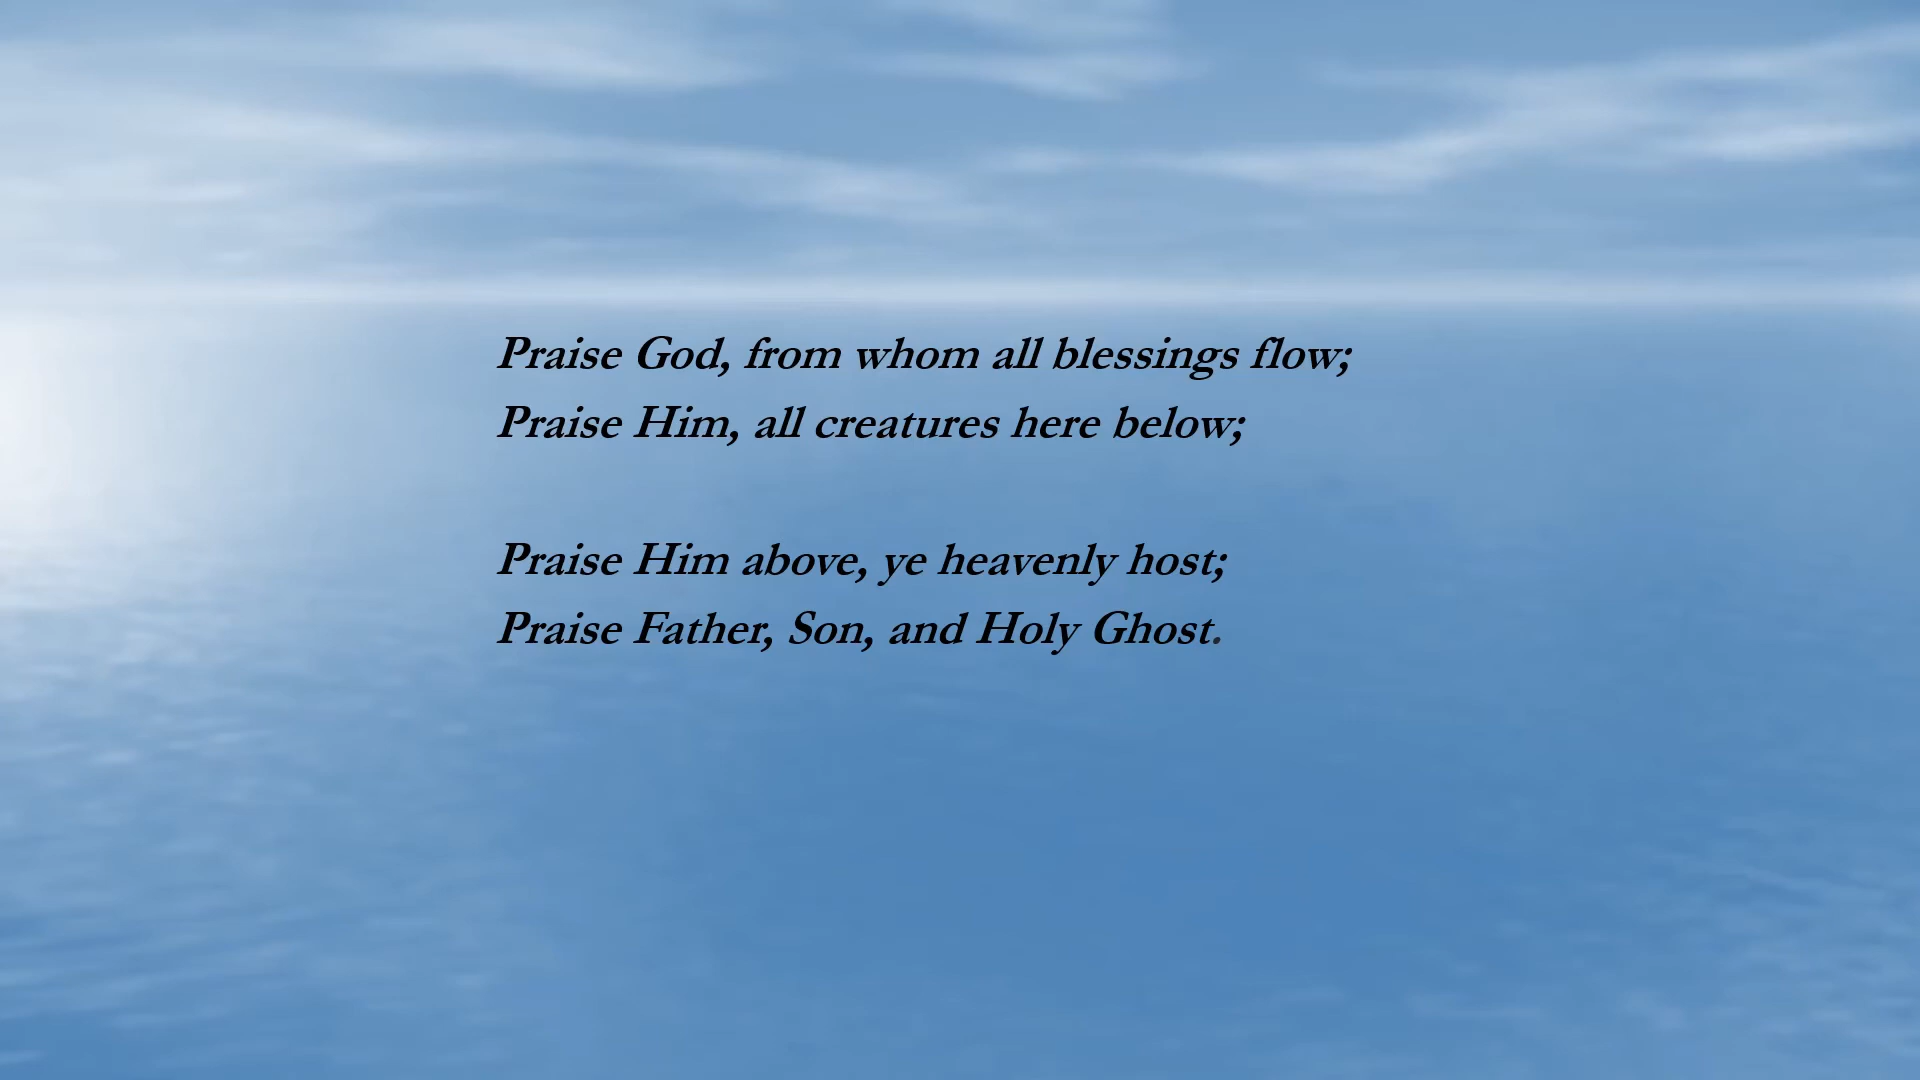 Praise God, from whom all blessings flow;
Praise Him, all creatures here below;
Praise Him above, ye heavenly host;
Praise Father, Son, and Holy Ghost.